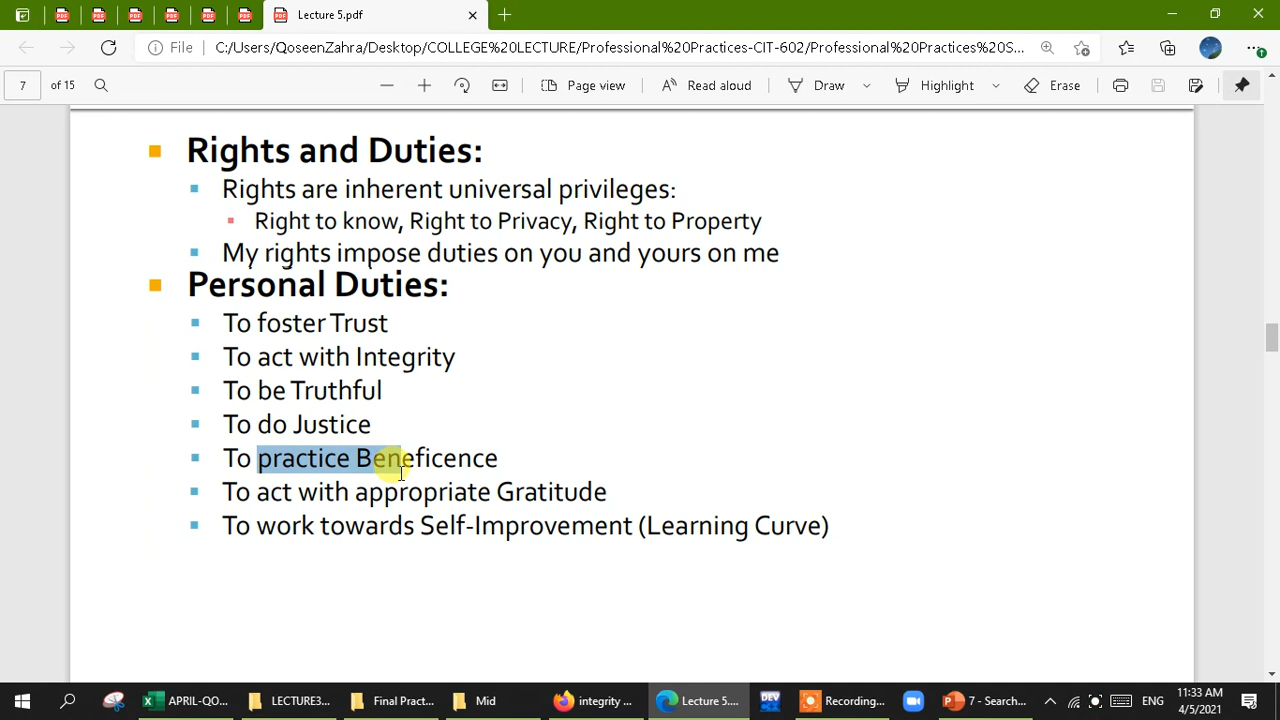 Lecture 5.pdf
File
C:/Users/QoseenZahra/Desktop/COLLEGE%20LECTURE/Professional%20Practices-CIT-602/Professional%20Practices%20S...
7 of 15
Page view
Read aloud
Draw
Highlight
Erase
Rights and Duties:
Rights are inherent universal privileges:
Right to know, Right to Privacy, Right to Property
My rights impose duties on you and yours on me
Personal Duties:
To foster Trust
To act with Integrity
To be Truthful
To do Justice
To practice Beneficence
To act with appropriate Gratitude
To work towards Self-Improvement (Learning Curve)
APRIL-QO...
LECTURE3...
Final Pract...
Mid
integrity ...
Lecture 5....
DEV
Recording...
7 - Search...
ENG
11:33 AM
4/5/2021